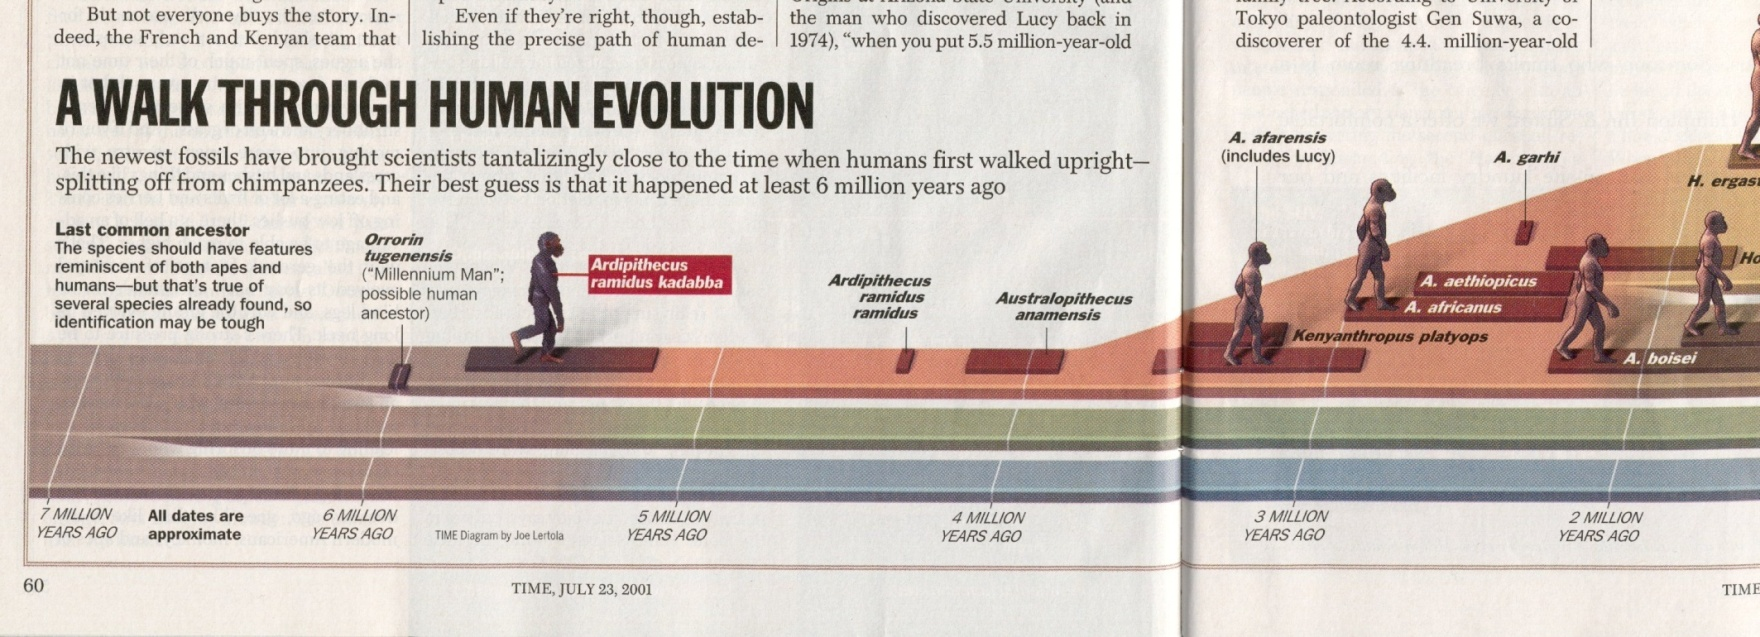 But not everyone buys the story. In-
deed, the French and Kenyan team that
Even if they're right, though, estab-
lishing the precise path of human de-
the man who discovered Lucy back in
1974), “when you put 5.5 million-year-old
Tokyo paleontologist Gen Suwa, a co-
discoverer of the 4.4. million-year-old
A WALK THROUGH HUMAN EVOLUTION
The newest fossils have brought scientists tantalizingly close to the time when humans first walked upright—
splitting off from chimpanzees. Their best guess is that it happened at least 6 million years ago
Last common ancestor
The species should have features
reminiscent of both apes and
humans—but that's true of
several species already found, so
identification may be tough
Orrorin
tugenensis
(“Millennium Man”;
possible human
ancestor)
Ardipithecus
ramidus kadabba
Ardipithecus
ramidus
ramidus
Australopithecus
anamensis
A. afarensis
(includes Lucy)
A. garhi
H. ergast
Ho
A. aethiopicus
A. africanus
Kenyanthropus platyops
A. boisei
7 MILLION
YEARS AGO
All dates are
approximate
6 MILLION
YEARS AGO
TIME Diagram by Joe Lertola
5 MILLION
YEARS AGO
4 MILLION
YEARS AGO
3 MILLION
YEARS AGO
2 MILLION
YEARS AGO
60
TIME, JULY 23, 2001
TIME